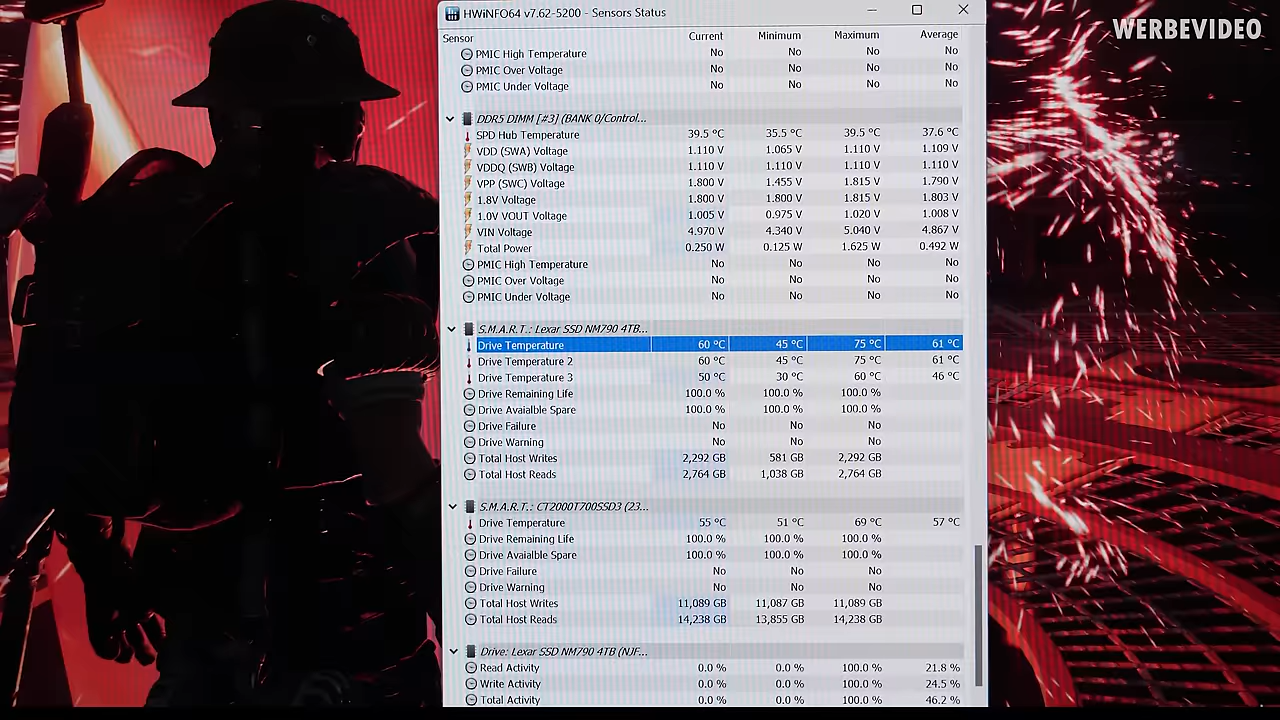 HWiNFO64 v7.62-5200 - Sensors Status
WERBEVIDEO
Sensor Current Minimum Maximum Average
PMIC High Temperature No No No No
PMIC Over Voltage No No No No
PMIC Under Voltage No No No No
DDR5 DIMM [#3] (BANK 0/Control...
SPD Hub Temperature 39.5 °C 35.5 °C 39.5 °C 37.6 °C
VDD (SWA) Voltage 1.110 V 1.065 V 1.110 V 1.109 V
VDDQ (SWB) Voltage 1.110 V 1.110 V 1.110 V 1.110 V
VPP (SWC) Voltage 1.800 V 1.455 V 1.815 V 1.790 V
1.8V Voltage 1.800 V 1.800 V 1.815 V 1.803 V
1.0V VOUT Voltage 1.005 V 0.975 V 1.020 V 1.008 V
VIN Voltage 4.970 V 4.340 V 5.040 V 4.867 V
Total Power 0.250 W 0.125 W 1.625 W 0.492 W
PMIC High Temperature No No No No
PMIC Over Voltage No No No No
PMIC Under Voltage No No No No
S.M.A.R.T.: Lexar SSD NM790 4TB...
Drive Temperature 60 °C 45 °C 75 °C 61 °C
Drive Temperature 2 60 °C 45 °C 75 °C 61 °C
Drive Temperature 3 50 °C 30 °C 60 °C 46 °C
Drive Remaining Life 100.0 % 100.0 % 100.0 %
Drive Avaialble Spare 100.0 % 100.0 % 100.0 %
Drive Failure No No No
Drive Warning No No No
Total Host Writes 2,292 GB 581 GB 2,292 GB
Total Host Reads 2,764 GB 1,038 GB 2,764 GB
S.M.A.R.T.: CT2000T700SSD3 (23...
Drive Temperature 55 °C 51 °C 69 °C 57 °C
Drive Remaining Life 100.0 % 100.0 % 100.0 %
Drive Avaialble Spare 100.0 % 100.0 % 100.0 %
Drive Failure No No No
Drive Warning No No No
Total Host Writes 11,089 GB 11,087 GB 11,089 GB
Total Host Reads 14,238 GB 13,855 GB 14,238 GB
Drive: Lexar SSD NM790 4TB (NJF...
Read Activity 0.0 % 0.0 % 100.0 % 21.8 %
Write Activity 0.0 % 0.0 % 100.0 % 24.5 %
Total Activity 0.0 % 0.0 % 100.0 % 46.2 %